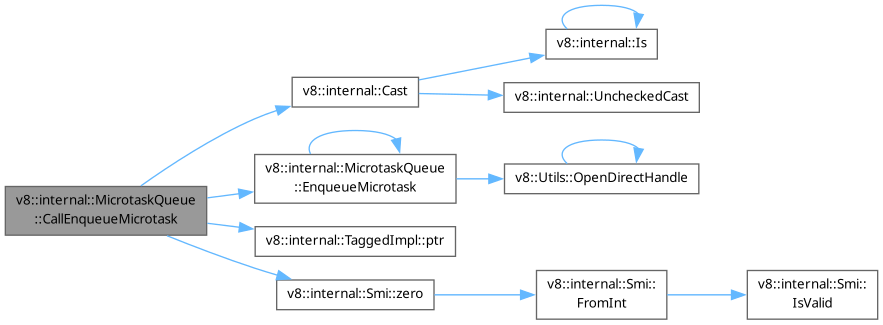 v8::internal::MicrotaskQueue
::CallEnqueueMicrotask
v8::internal::Cast
v8::internal::Is
v8::internal::UncheckedCast
v8::internal::MicrotaskQueue
::EnqueueMicrotask
v8::Utils::OpenDirectHandle
v8::internal::TaggedImpl::ptr
v8::internal::Smi::zero
v8::internal::Smi::
FromInt
v8::internal::Smi::
IsValid